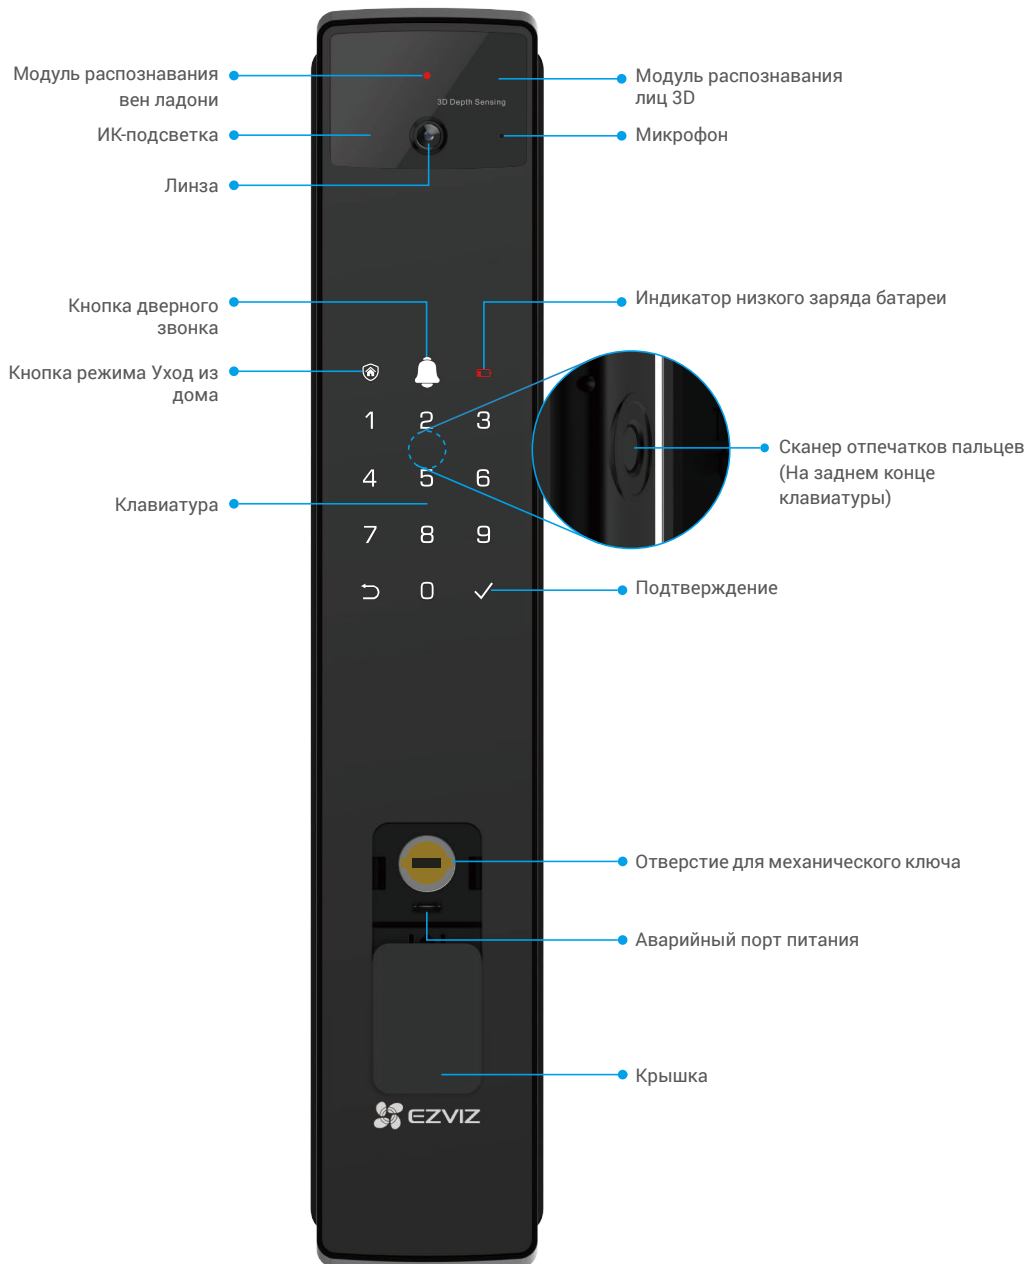 Модуль распознавания
вен ладони
Модуль распознавания
лиц 3D
3D Depth Sensing
ИК-подсветка
Микрофон
Линза
Кнопка дверного
звонка
Индикатор низкого заряда батареи
Кнопка режима Уход из
дома
1 2 3
Сканер отпечатков пальцев
(На заднем конце
клавиатуры)
4 5 6
Клавиатура
7 8 9
0
Подтверждение
Отверстие для механического ключа
Аварийный порт питания
Крышка
EZVIZ